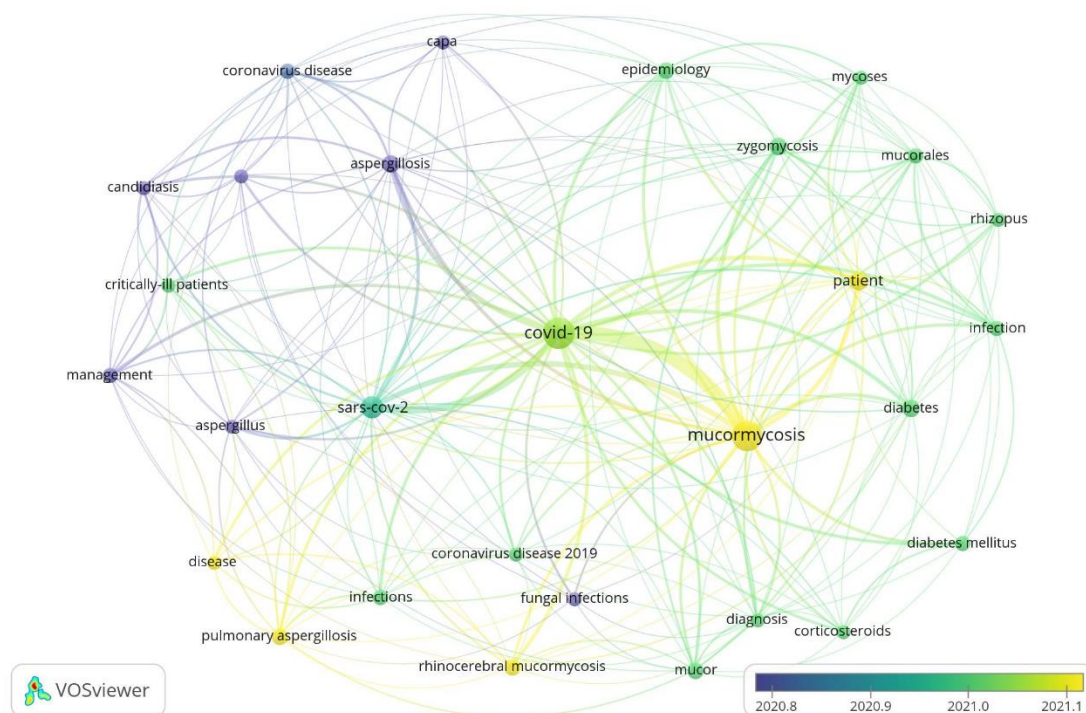 capa
coronavirus disease
epidemiology
mycoses
zygomycosis
mucorales
aspergillosis
candidiasis
rhizopus
critically-ill patients
patient
infection
covid-19
management
sars-cov-2
diabetes
aspergillus
mucormycosis
diabetes mellitus
coronavirus disease 2019
disease
infections
fungal infections
diagnosis
corticosteroids
pulmonary aspergillosis
rhinocerebral mucormycosis
mucor
VOSviewer
2020.8 2020.9 2021.0 2021.1